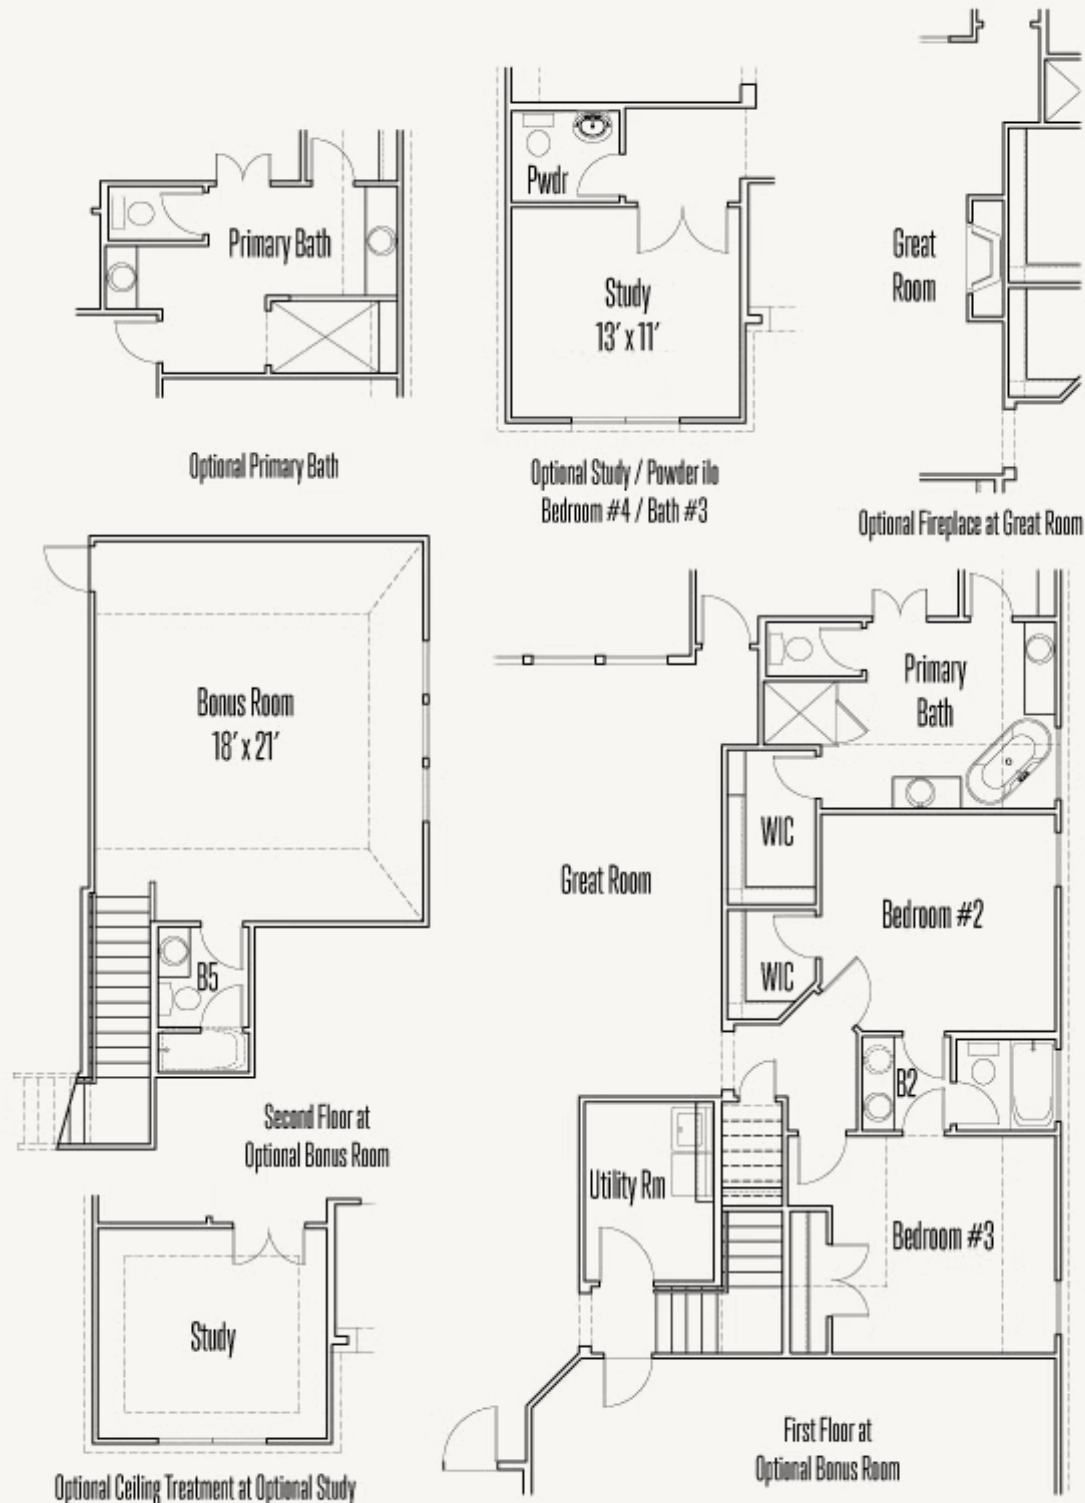 Primary Bath
Optional Primary Bath
Pwdr
Study
13' x 11'
Optional Study / Powder ilo
Bedroom #4 / Bath #3
Great
Room
Optional Fireplace at Great Room
Bonus Room
18' x 21'
B5
Second Floor at
Optional Bonus Room
Study
Optional Ceiling Treatment at Optional Study
Primary
Bath
WIC
Great Room
Bedroom #2
WIC
B2
Utility Rm
Bedroom #3
First Floor at
Optional Bonus Room